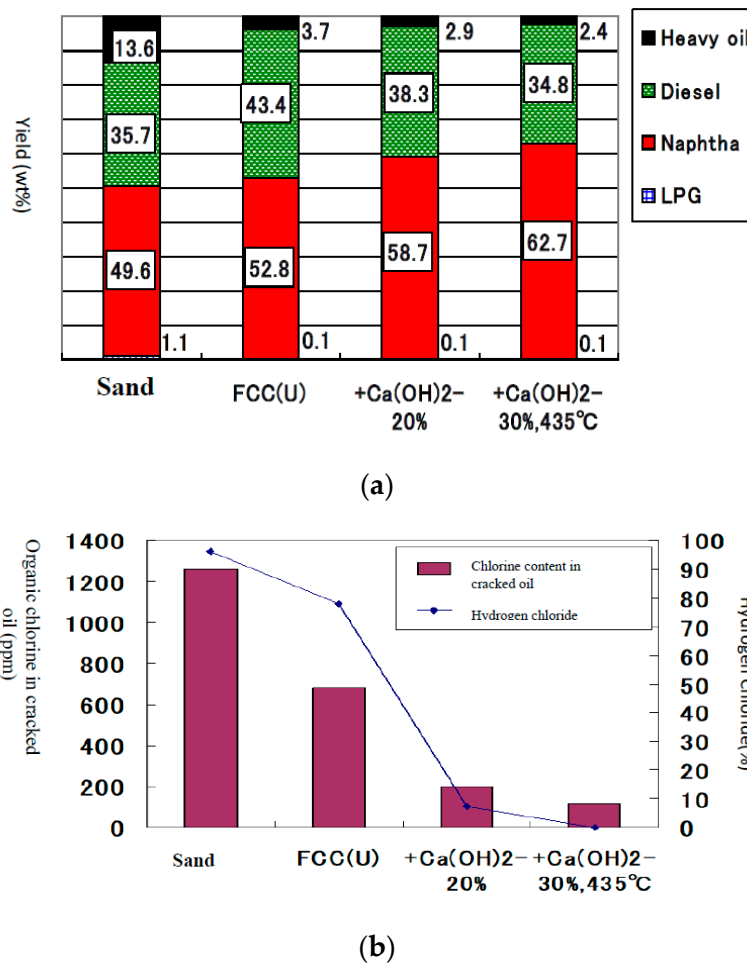 13.6
3.7
2.9
2.4
Heavy oil
35.7
43.4
38.3
34.8
Diesel
Naphtha
LPG
Yield (wt%)
49.6
52.8
58.7
62.7
1.1
0.1
0.1
0.1
Sand
FCC(U)
+Ca(OH)2-
20%
+Ca(OH)2-
30%,435℃
(a)
Organic chlorine in cracked
oil (ppm)
1400
1200
1000
800
600
400
200
0
Chlorine content in
cracked oil
Hydrogen chloride
100
90
80
70
60
50
40
30
20
10
0
Hydrogen Chloride(%)
Sand
FCC(U)
+Ca(OH)2-
20%
+Ca(OH)2-
30%,435℃
(b)